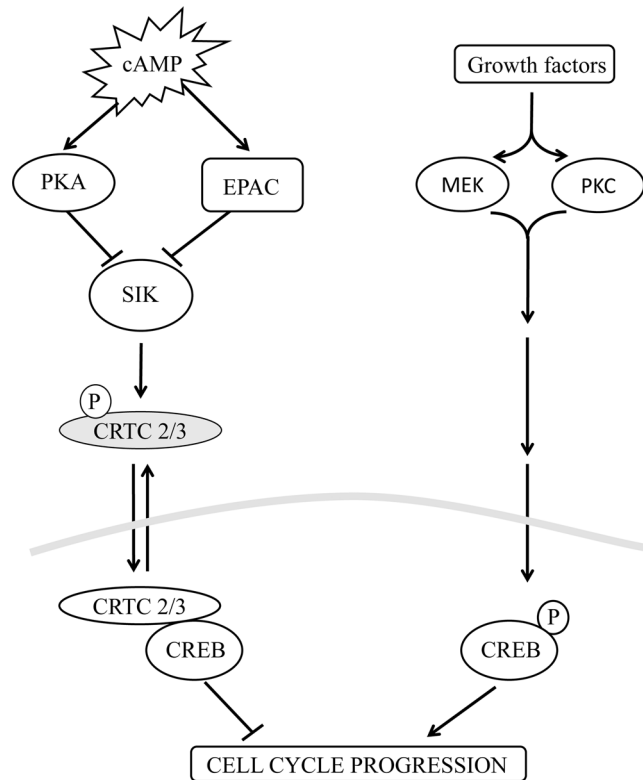 cAMP
Growth factors
PKA
EPAC
MEK
PKC
SIK
P
CRTC 2/3
CRTC 2/3
CREB
P
CREB
CELL CYCLE PROGRESSION